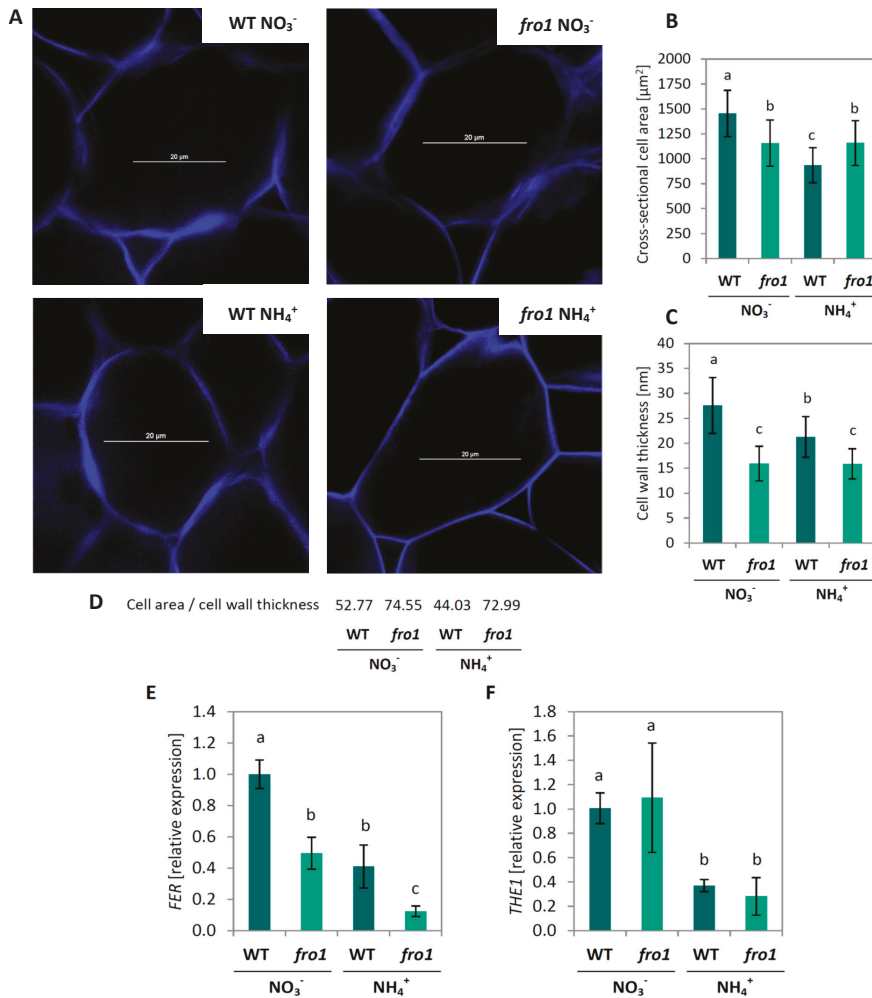 A
WT NO₃⁻
fro1 NO₃⁻
20 µm
20 µm
WT NH₄⁺
fro1 NH₄⁺
20 µm
20 µm
B
Cross-sectional cell area [µm²]
2000
1750
1500
1250
1000
750
500
250
0
a
b
c
b
WT fro1 WT fro1
NO₃⁻ NH₄⁺
C
Cell wall thickness [nm]
40
35
30
25
20
15
10
5
0
a
c
b
c
WT fro1 WT fro1
NO₃⁻ NH₄⁺
D Cell area / cell wall thickness 52.77 74.55 44.03 72.99
WT fro1 WT fro1
NO₃⁻ NH₄⁺
E
FER [relative expression]
1.4
1.2
1.0
0.8
0.6
0.4
0.2
0.0
a
b
b
c
WT fro1 WT fro1
NO₃⁻ NH₄⁺
F
THE1 [relative expression]
1.8
1.6
1.4
1.2
1.0
0.8
0.6
0.4
0.2
0.0
a
a
b
b
WT fro1 WT fro1
NO₃⁻ NH₄⁺